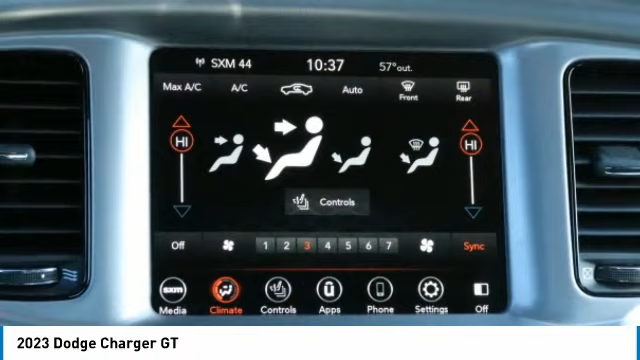 SXM 44 10:37 57°out.
Max A/C A/C Auto Front Rear
HI HI
Controls
Off 1 2 3 4 5 6 7 Sync
sxm ū
Media Climate Controls Apps Phone Settings Off
2023 Dodge Charger GT